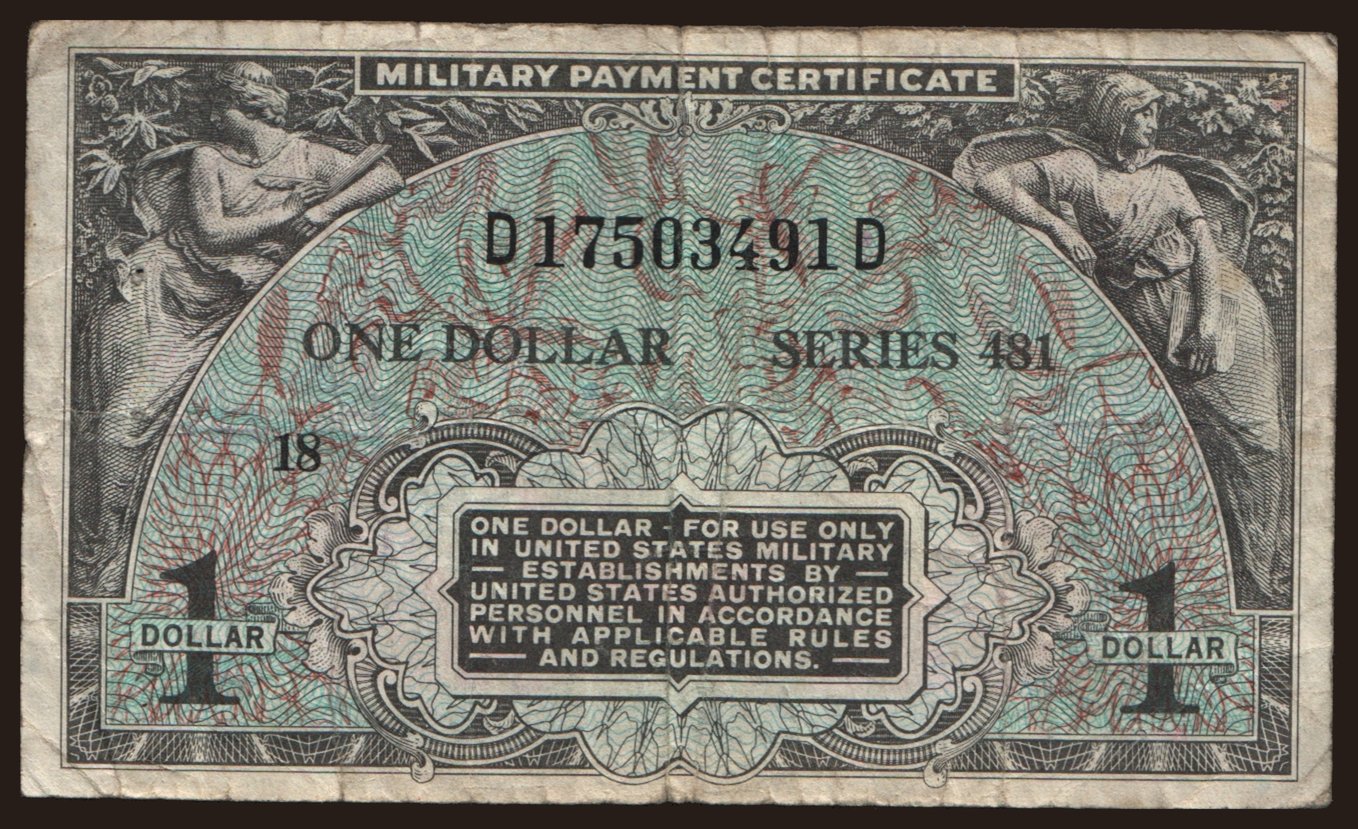 MILITARY PAYMENT CERTIFICATE
D17503491D
ONE DOLLAR SERIES 481
18
ONE DOLLAR - FOR USE ONLY
IN UNITED STATES MILITARY
— ESTABLISHMENTS BY —
UNITED STATES AUTHORIZED
PERSONNEL IN ACCORDANCE
WITH APPLICABLE RULES
— AND REGULATIONS. —
1
DOLLAR
1
DOLLAR